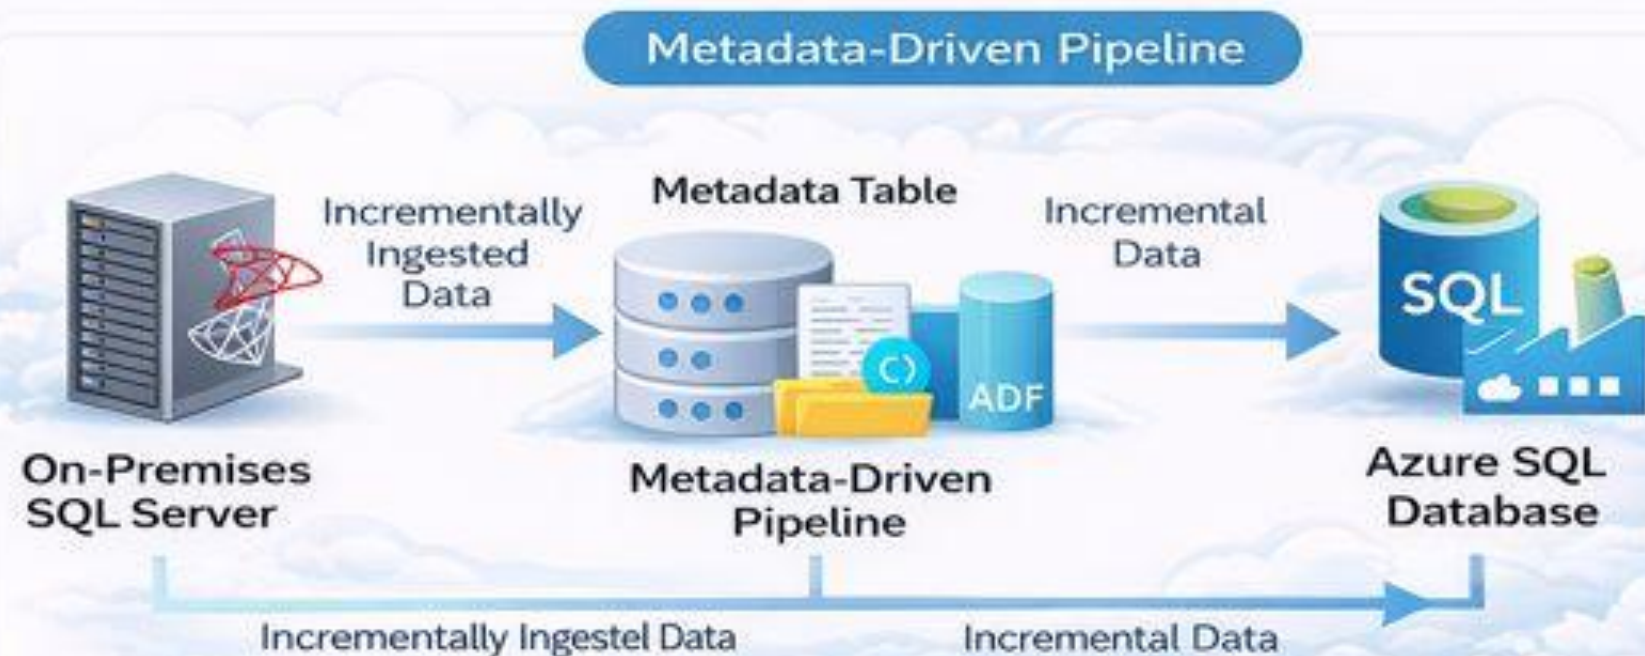 Metadata-Driven Pipeline
Incrementally
Ingested
Data
Metadata Table
Incremental
Data
SQL
ADF
On-Premises
SQL Server
Metadata-Driven
Pipeline
Azure SQL
Database
Incrementally Ingestel Data
Incremental Data